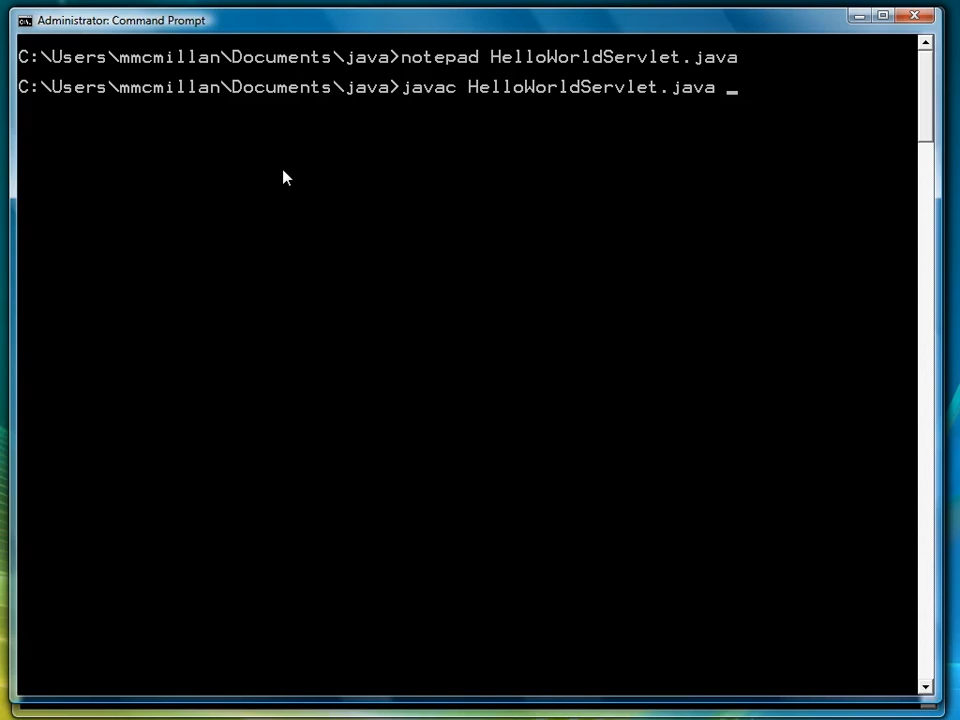 Administrator: Command Prompt
C:\Users\mmcmillan\Documents\java>notepad HelloWorldServlet.java
C:\Users\mmcmillan\Documents\java>javac HelloWorldServlet.java _